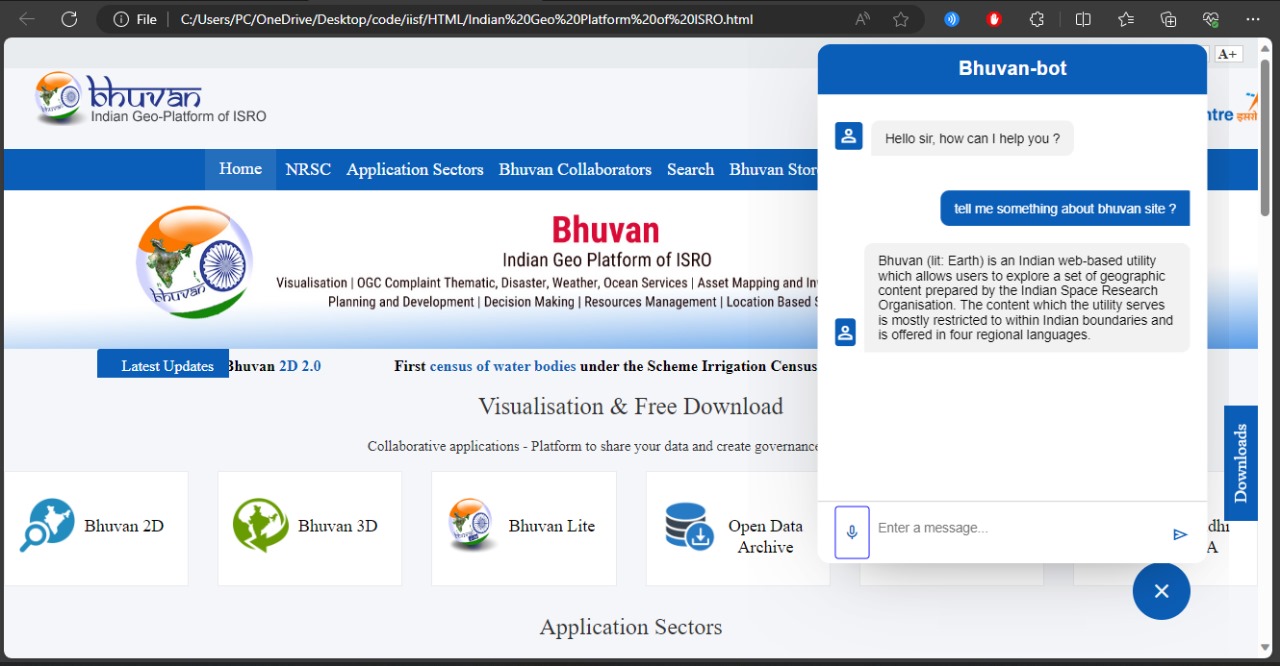 File
C:/Users/PC/OneDrive/Desktop/code/iisf/HTML/Indian%20Geo%20Platform%20of%20ISRO.html
A+
bhuvan
Indian Geo-Platform of ISRO
Home NRSC Application Sectors Bhuvan Collaborators Search Bhuvan
bhuvan
Bhuvan
Indian Geo Platform of ISRO
Visualisation | OGC Complaint Thematic, Disaster, Weather, Ocean Services | Asset Mapping and
Planning and Development | Decision Making | Resources Management | Location Based
Latest Updates
Bhuvan 2D 2.0
First census of water bodies under the Scheme Irrigation Census
Visualisation & Free Download
Collaborative applications - Platform to share your data and create governance
Bhuvan 2D
Bhuvan 3D
Bhuvan Lite
Open Data
Archive
A
Downloads
Application Sectors
Bhuvan-bot
Hello sir, how can I help you ?
tell me something about bhuvan site ?
Bhuvan (lit: Earth) is an Indian web-based utility
which allows users to explore a set of geographic
content prepared by the Indian Space Research
Organisation. The content which the utility serves
is mostly restricted to within Indian boundaries and
is offered in four regional languages.
Enter a message...